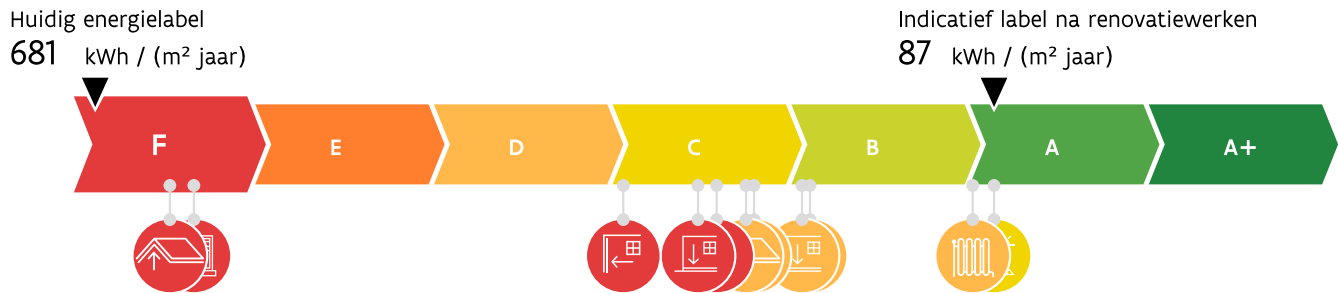 Huidig energielabel
681 kWh / (m² jaar)
Indicatief label na renovatiewerken
87 kWh / (m² jaar)
F E D C B A A+